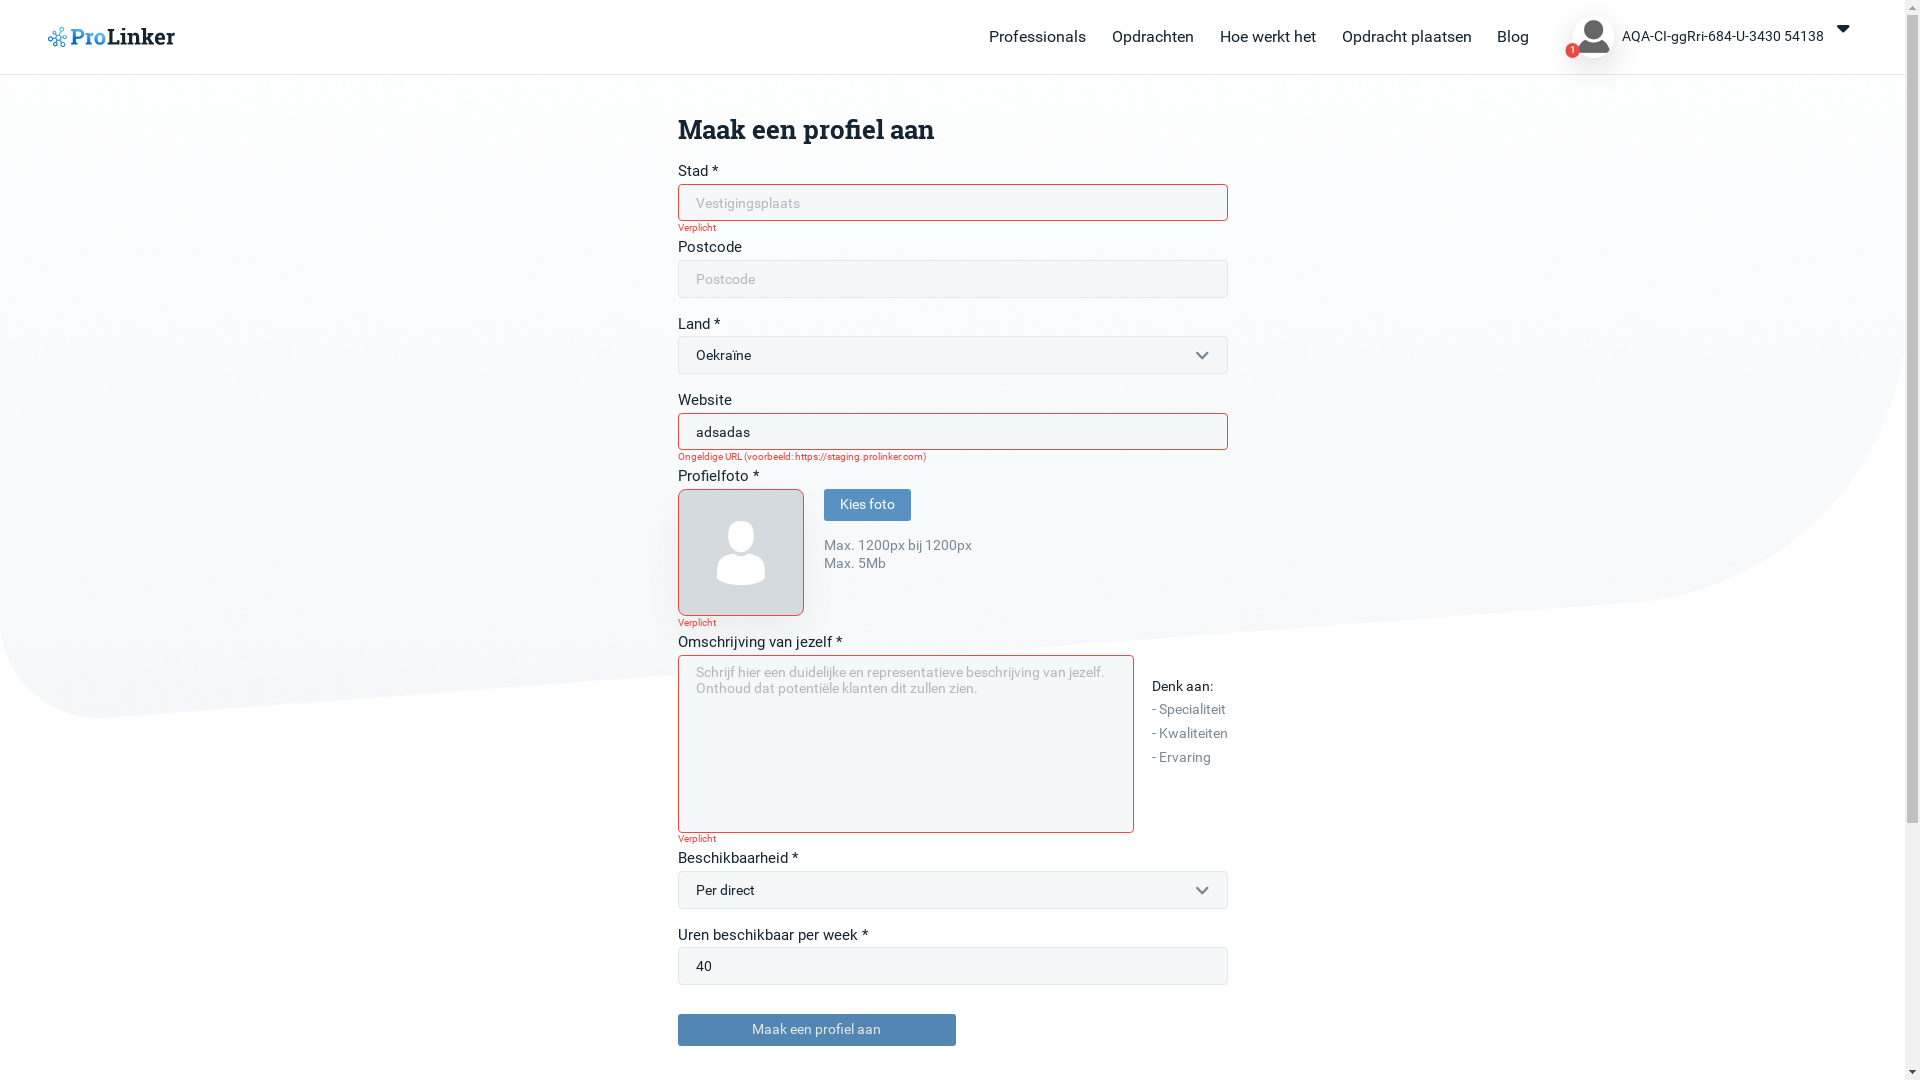 ProLinker
Professionals
Opdrachten
Hoe werkt het
Opdracht plaatsen
Blog
1
AQA-CI-ggRri-684-U-3430 54138
Maak een profiel aan
Stad *
Vestigingsplaats
Verplicht
Postcode
Postcode
Land *
Oekraïne
Website
adsadas
Ongeldige URL (voorbeeld: https://staging.prolinker.com)
Profielfoto *
Kies foto
Max. 1200px bij 1200px
Max. 5Mb
Verplicht
Omschrijving van jezelf *
Schrijf hier een duidelijke en representatieve beschrijving van jezelf.
Onthoud dat potentiële klanten dit zullen zien.
Denk aan:
- Specialiteit
- Kwaliteiten
- Ervaring
Verplicht
Beschikbaarheid *
Per direct
Uren beschikbaar per week *
40
Maak een profiel aan